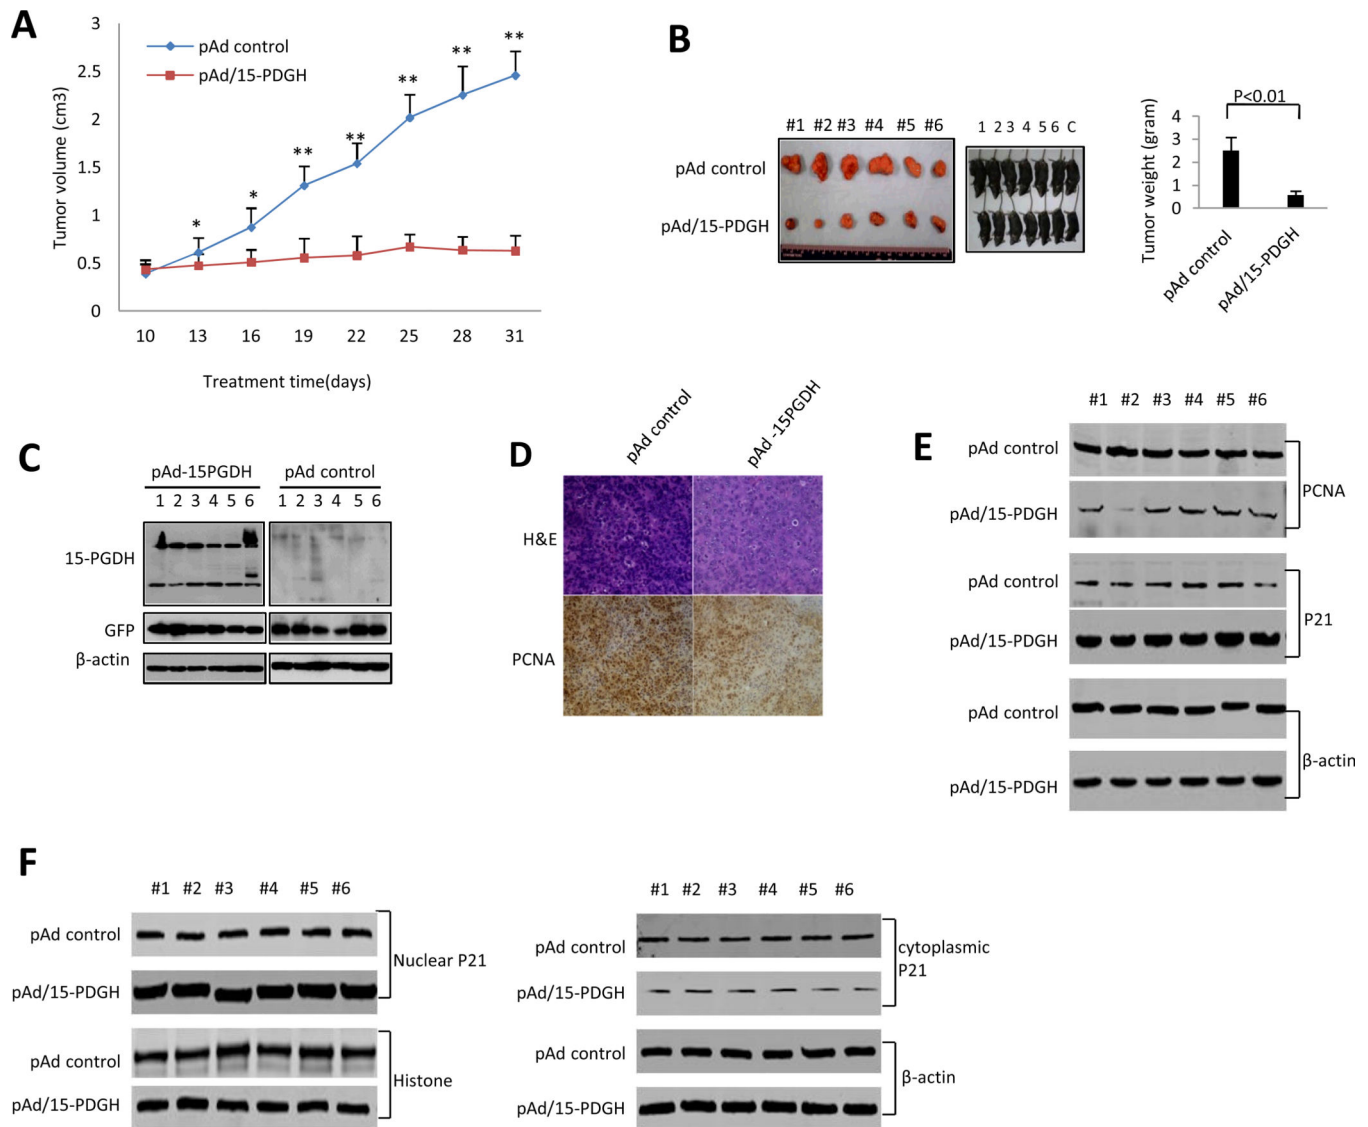 A
3
2.5
2
1.5
1
0.5
0
Tumor volume (cm3)
pAd control
pAd/15-PDGH
*
*
**
**
**
**
**
10 13 16 19 22 25 28 31
Treatment time(days)
B
#1 #2 #3 #4 #5 #6
pAd control
pAd/15-PDGH
1 2 3 4 5 6 C
P<0.01
4
3
2
1
0
Tumor weight (gram)
pAd control
pAd/15-PDGH
C
pAd-15PGDH pAd control
1 2 3 4 5 6 1 2 3 4 5 6
15-PGDH
GFP
β-actin
D
pAd control
pAd -15PGDH
H&E
PCNA
E
#1 #2 #3 #4 #5 #6
pAd control
pAd/15-PDGH
PCNA
pAd control
pAd/15-PDGH
P21
pAd control
pAd/15-PDGH
β-actin
F
#1 #2 #3 #4 #5 #6
pAd control
pAd/15-PDGH
Nuclear P21
pAd control
pAd/15-PDGH
Histone
#1 #2 #3 #4 #5 #6
pAd control
pAd/15-PDGH
cytoplasmic
P21
pAd control
pAd/15-PDGH
β-actin